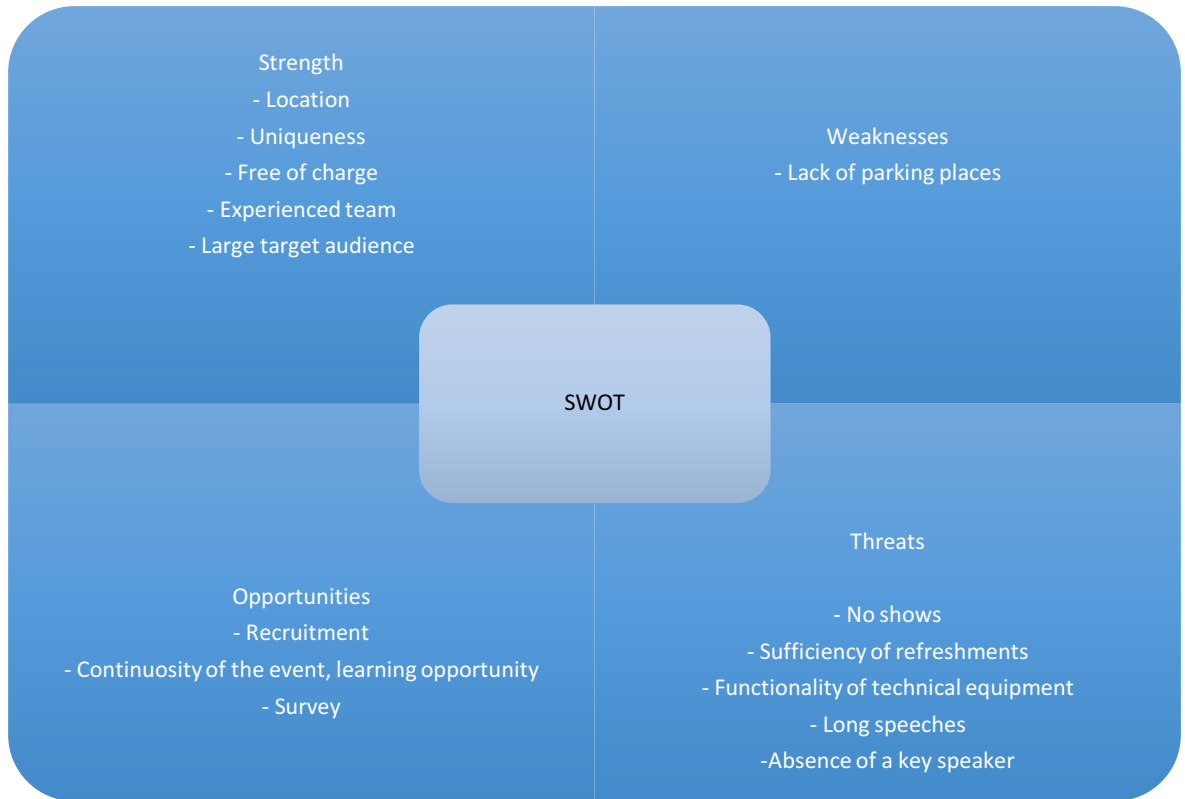 Strength
- Location
- Uniqueness
- Free of charge
- Experienced team
- Large target audience
Weaknesses
- Lack of parking places
SWOT
Opportunities
- Recruitment
- Continuosity of the event, learning opportunity
- Survey
Threats
- No shows
- Sufficiency of refreshments
- Functionality of technical equipment
- Long speeches
-Absence of a key speaker